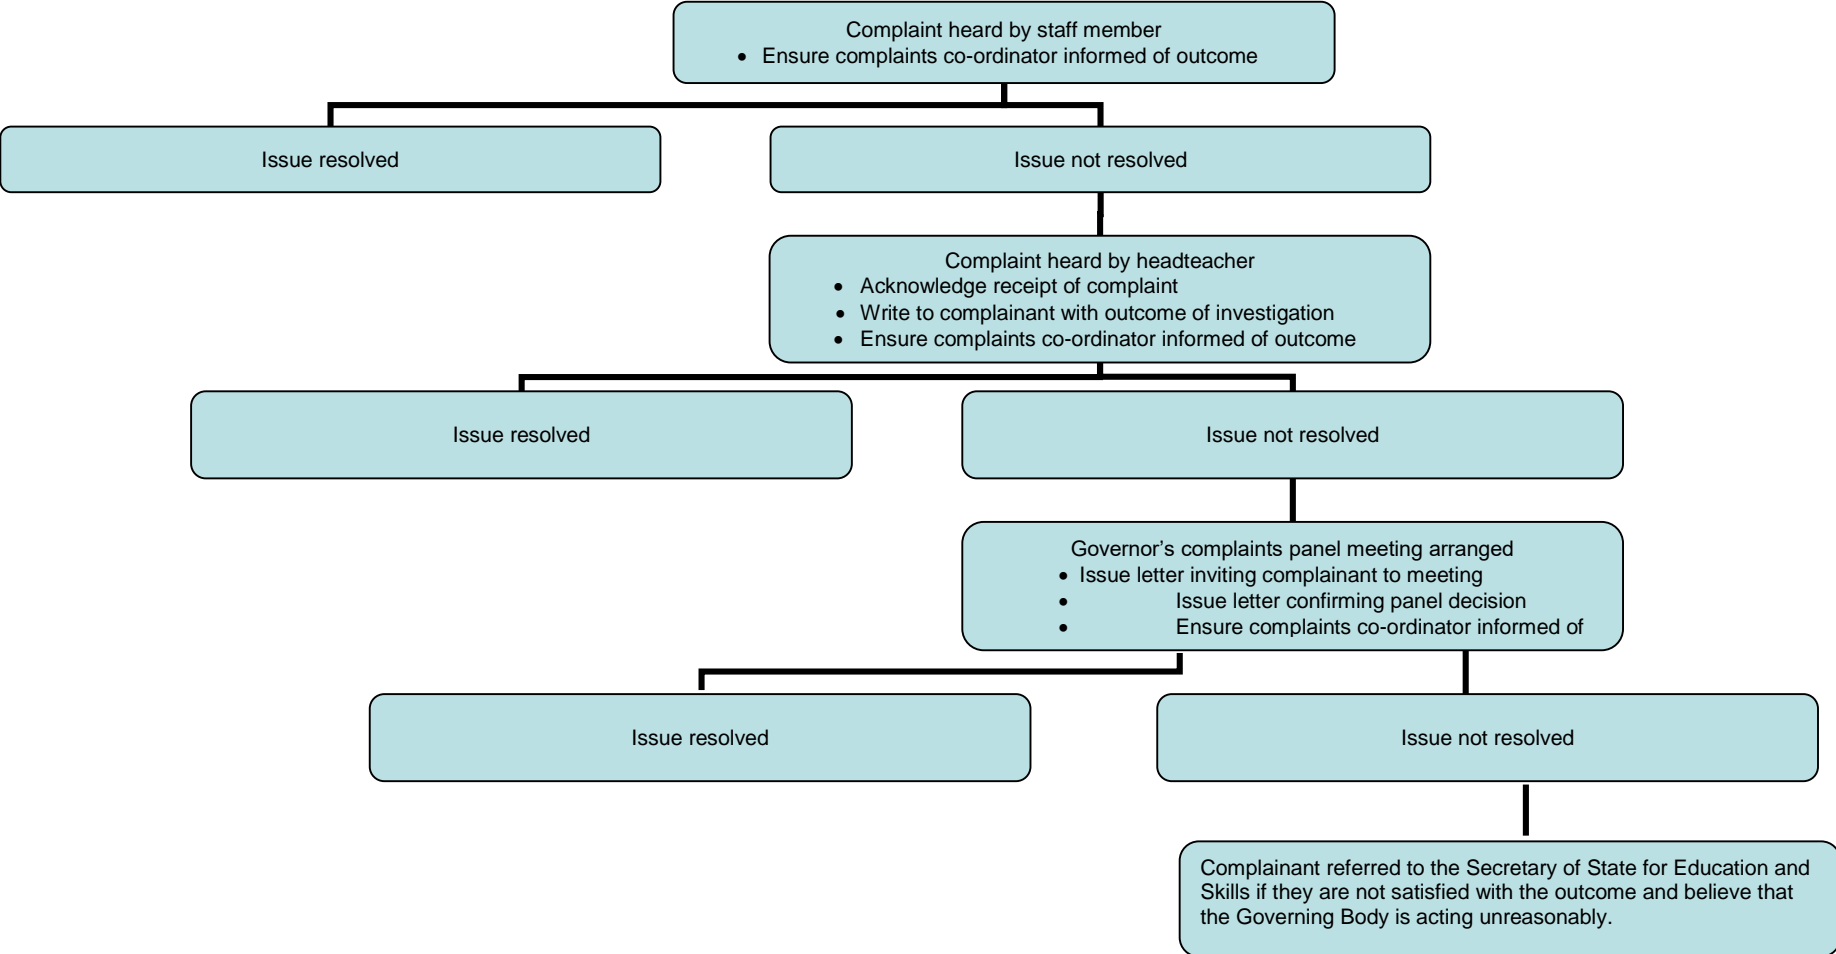 Complaint heard by staff member
• Ensure complaints co-ordinator informed of outcome
Issue resolved
Issue not resolved
Complaint heard by headteacher
• Acknowledge receipt of complaint
• Write to complainant with outcome of investigation
• Ensure complaints co-ordinator informed of outcome
Issue resolved
Issue not resolved
Governor’s complaints panel meeting arranged
• Issue letter inviting complainant to meeting
• Issue letter confirming panel decision
• Ensure complaints co-ordinator informed of
Issue resolved
Issue not resolved
Complainant referred to the Secretary of State for Education and
Skills if they are not satisfied with the outcome and believe that
the Governing Body is acting unreasonably.